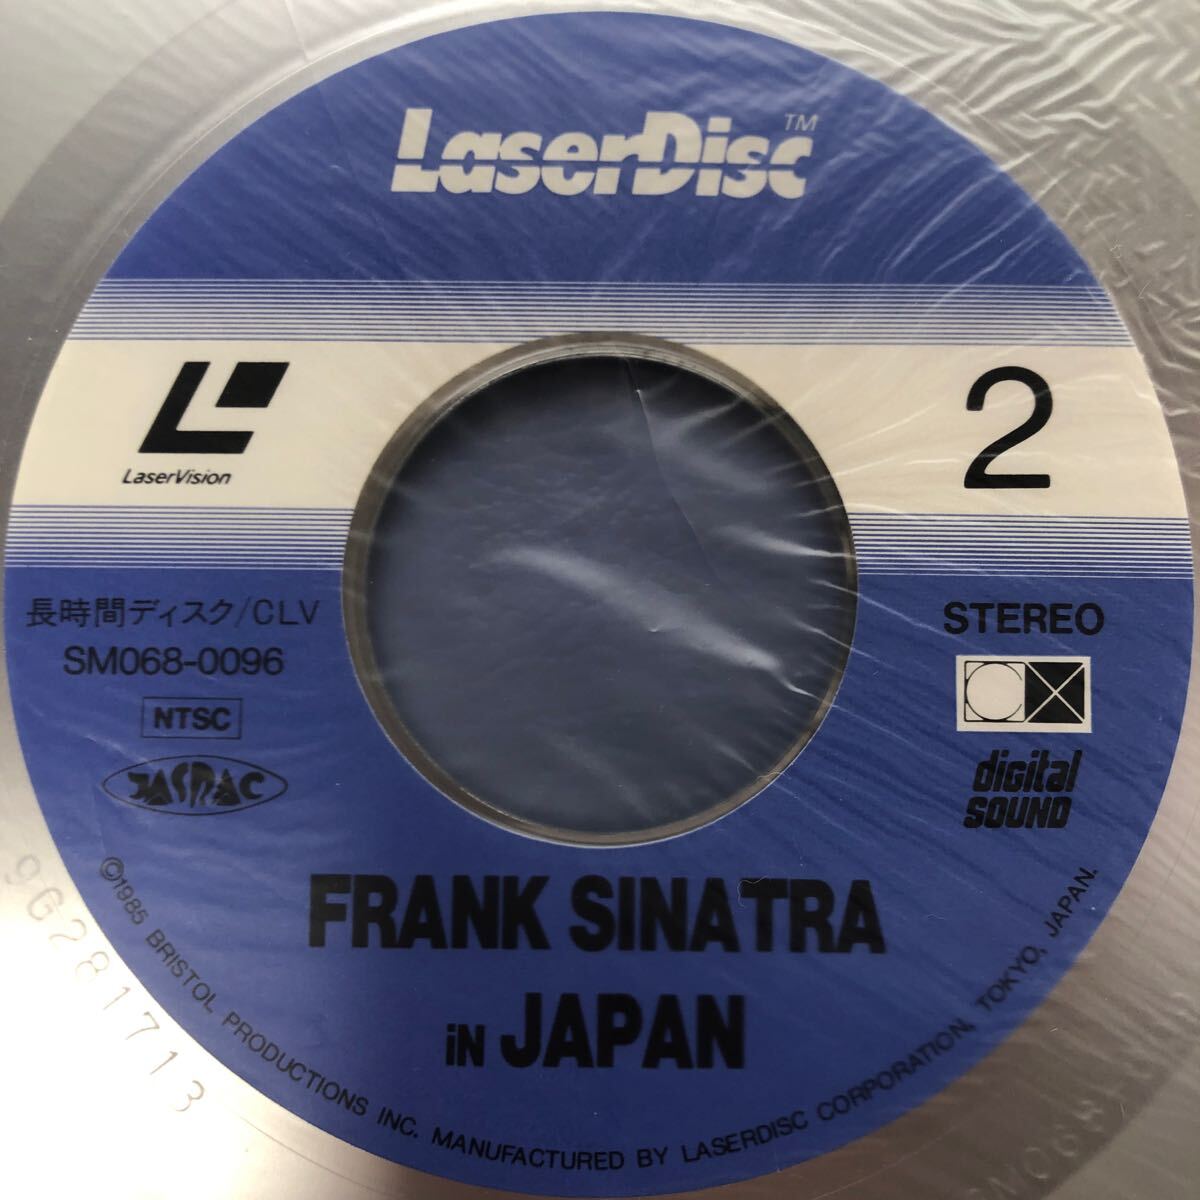 LaserDisc™
LaserVision
2
長時間ディスク/CLV
SM068-0096
NTSC
JASRAC
STEREO
digital
SOUND
FRANK SINATRA
iN JAPAN
©1985 BRISTOL PRODUCTIONS INC. MANUFACTURED BY LASERDISC CORPORATION, TOKYO, JAPAN.
9G281713